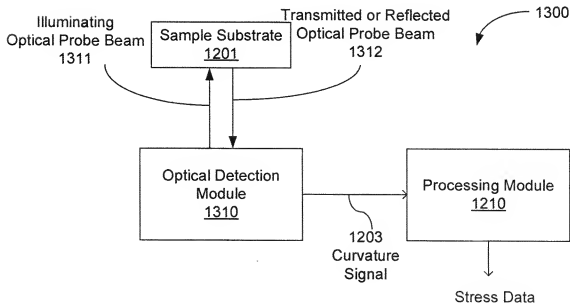 Illuminating
Optical Probe Beam
1311
Sample Substrate
1201
Transmitted or Reflected
Optical Probe Beam
1312
1300
Optical Detection
Module
1310
Processing Module
1210
1203
Curvature
Signal
Stress Data